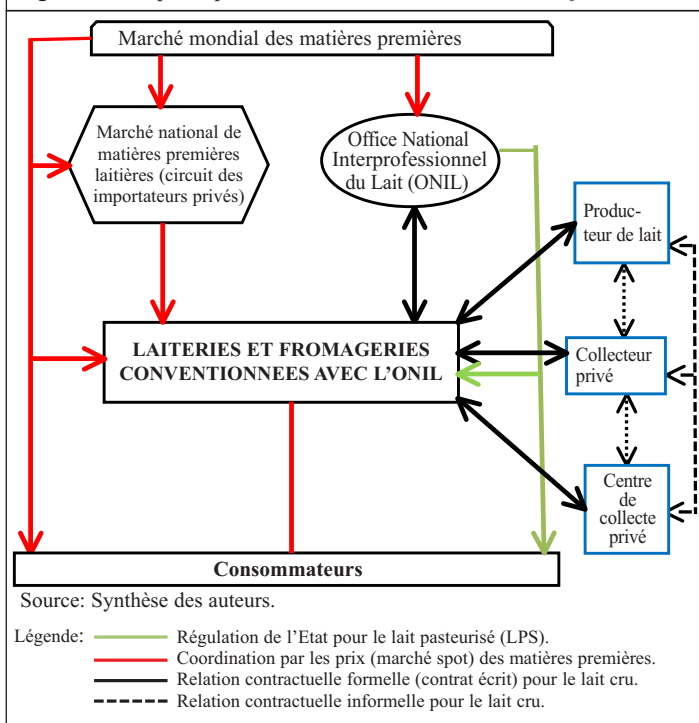 Marché mondial des matières premières
Marché national de
matières premières
laitières (circuit des
importateurs privés)
Office National
Interprofessionnel
du Lait (ONIL)
Produc-
teur de lait
LAITERIES ET FROMAGERIES
CONVENTIONNEES AVEC L’ONIL
Collecteur
privé
Centre
de
collecte
privé
Consommateurs
Source: Synthèse des auteurs.
Légende:
Régulation de l’Etat pour le lait pasteurisé (LPS).
Coordination par les prix (marché spot) des matières premières.
Relation contractuelle formelle (contrat écrit) pour le lait cru.
Relation contractuelle informelle pour le lait cru.